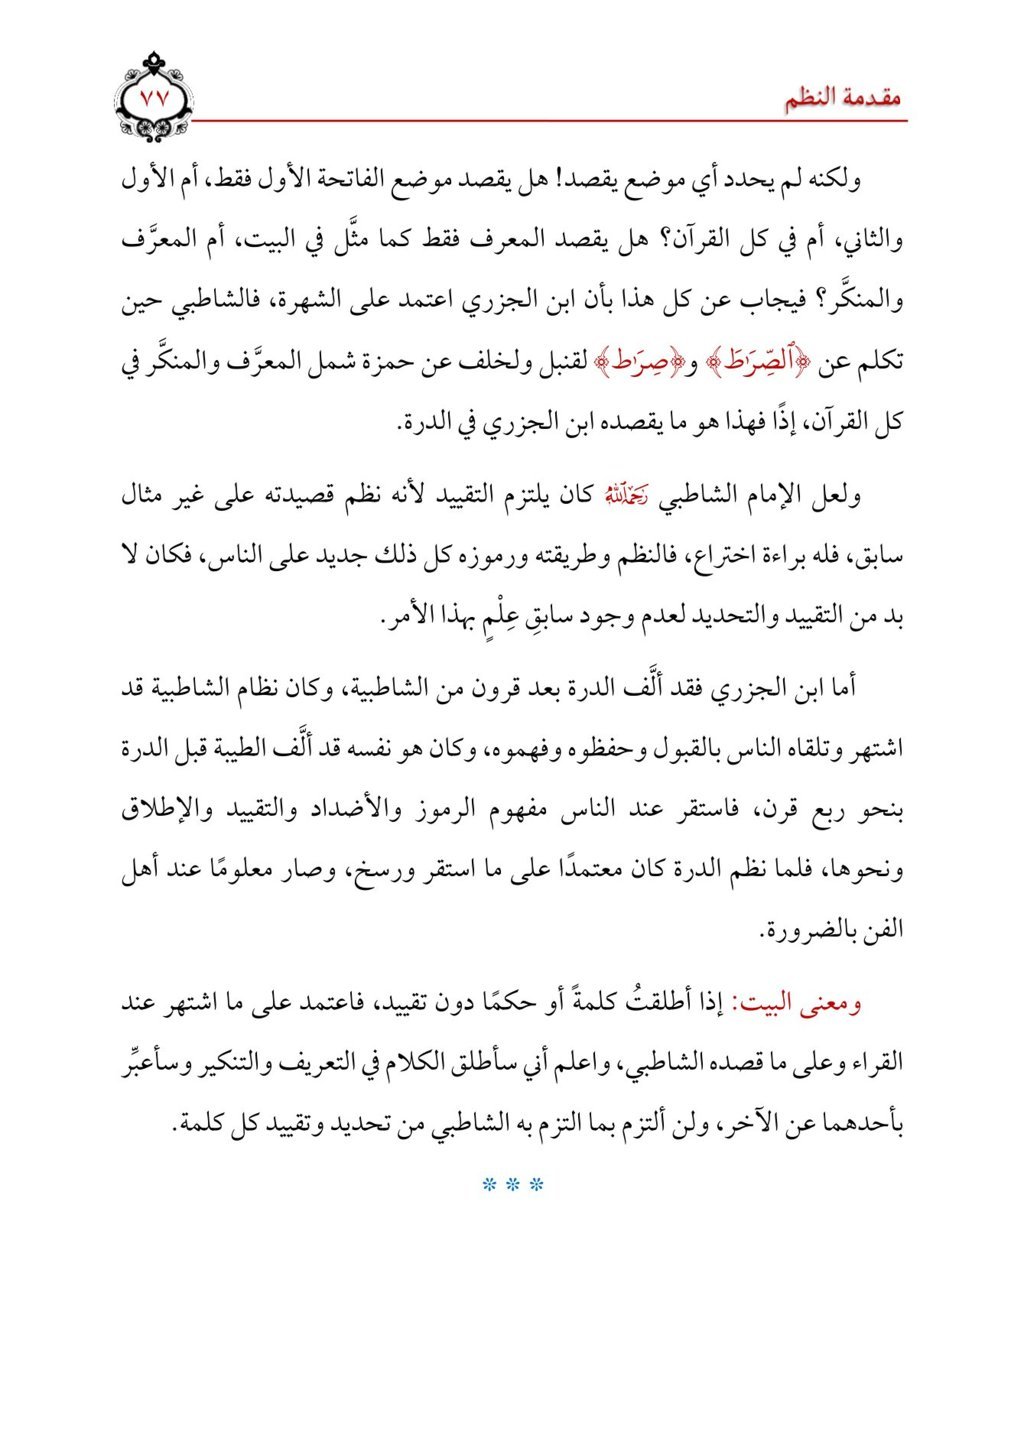 مقدمة النظم
٧٧
ولكنه لم يحدد أي موضع يقصد! هل يقصد موضع الفاتحة الأول فقط، أم الأول
والثاني، أم في كل القرآن؟ هل يقصد المعرف فقط كما مثَّل في البيت، أم المعرَّف
والمنكَّر؟ فيجاب عن كل هذا بأن ابن الجزري اعتمد على الشهرة، فالشاطبي حين
تكلم عن ﴿ٱلصِّرَٰطَ﴾ و﴿صِرَٰط﴾ لقنبل ولخلف عن حمزة شمل المعرَّف والمنكَّر في
كل القرآن، إذًا فهذا هو ما يقصده ابن الجزري في الدرة.
ولعل الإمام الشاطبي رَحِمَهُ ٱللَّهُ كان يلتزم التقييد لأنه نظم قصيدته على غير مثال
سابق، فله براءة اختراع، فالنظم وطريقته ورموزه كل ذلك جديد على الناس، فكان لا
بد من التقييد والتحديد لعدم وجود سابقِ عِلْمٍ بهذا الأمر.
أما ابن الجزري فقد ألَّف الدرة بعد قرون من الشاطبية، وكان نظام الشاطبية قد
اشتهر وتلقاه الناس بالقبول وحفظوه وفهموه، وكان هو نفسه قد ألَّف الطيبة قبل الدرة
بنحو ربع قرن، فاستقر عند الناس مفهوم الرموز والأضداد والتقييد والإطلاق
ونحوها، فلما نظم الدرة كان معتمدًا على ما استقر ورسخ، وصار معلومًا عند أهل
الفن بالضرورة.
ومعنى البيت: إذا أطلقتُ كلمةً أو حكمًا دون تقييد، فاعتمد على ما اشتهر عند
القراء وعلى ما قصده الشاطبي، واعلم أني سأطلق الكلام في التعريف والتنكير وسأعبِّر
بأحدهما عن الآخر، ولن ألتزم بما التزم به الشاطبي من تحديد وتقييد كل كلمة.
* * *